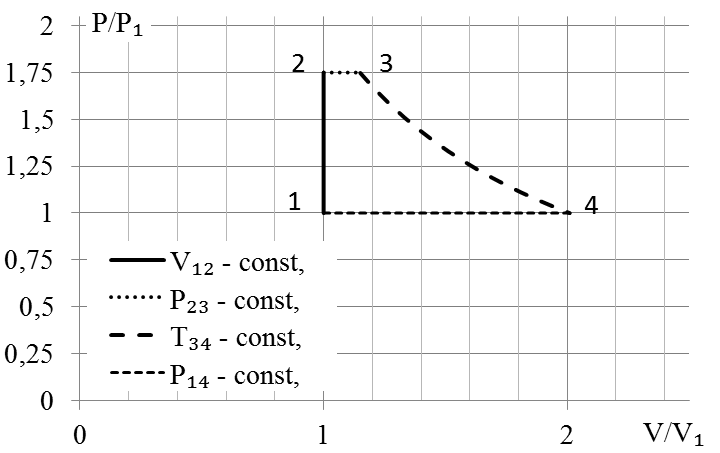 P/P₁
2
1,75
1,5
1,25
1
0,75
0,5
0,25
0
2 3
1 4
V₁₂ - const,
P₂₃ - const,
T₃₄ - const,
P₁₄ - const,
0 1 2 V/V₁